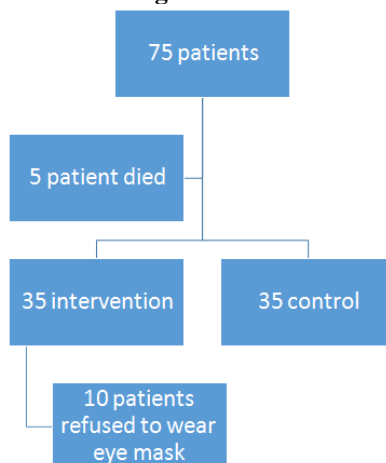 75 patients
5 patient died
35 intervention
35 control
10 patients
refused to wear
eye mask